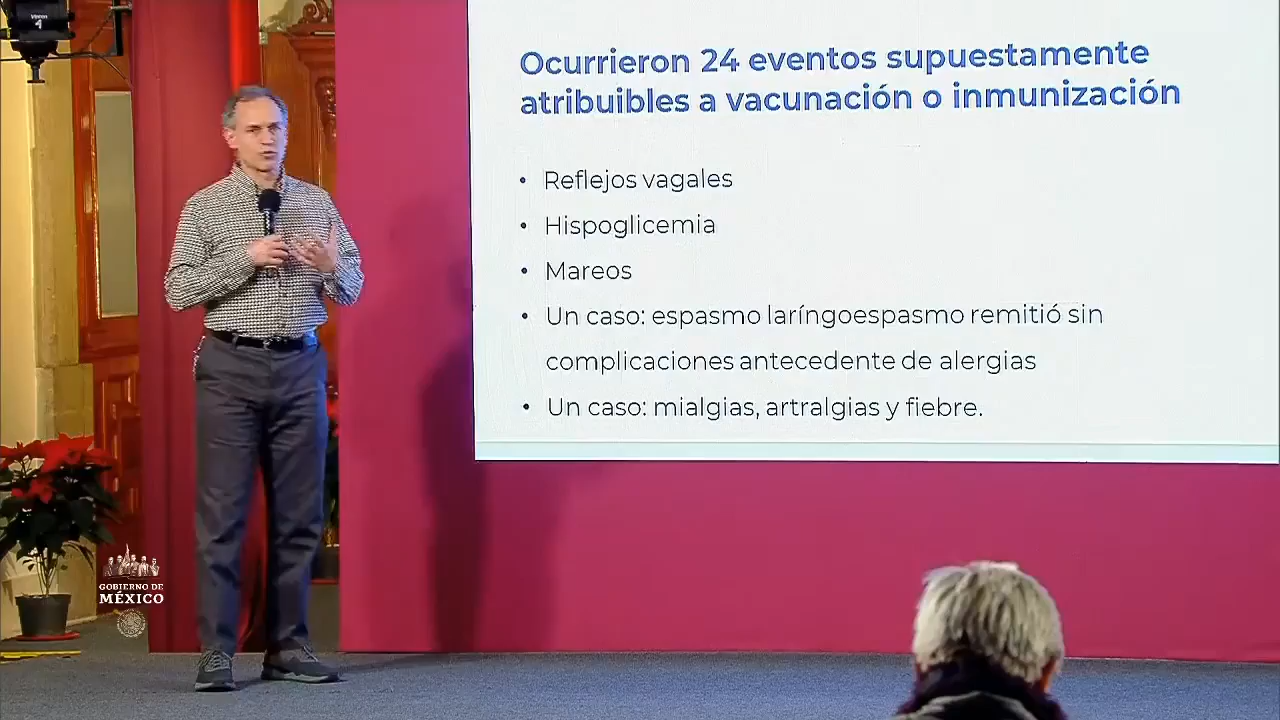 Ocurrieron 24 eventos supuestamente
atribuibles a vacunación o inmunización
• Reflejos vagales
• Hispoglicemia
• Mareos
• Un caso: espasmo laríngoespasmo remitió sin
complicaciones antecedente de alergias
• Un caso: mialgias, artralgias y fiebre.
GOBIERNO DE
MÉXICO